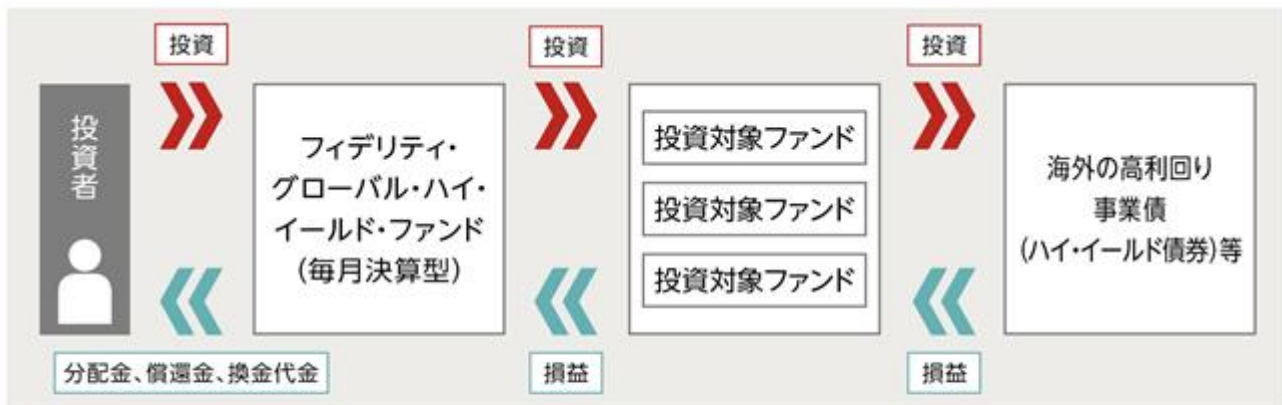 投資
投資
投資
投資者
フィデリティ・
グローバル・ハイ・
イールド・ファンド
(毎月決算型)
投資対象ファンド
投資対象ファンド
投資対象ファンド
海外の高利回り
事業債
(ハイ・イールド債券)等
分配金、償還金、換金代金
損益
損益